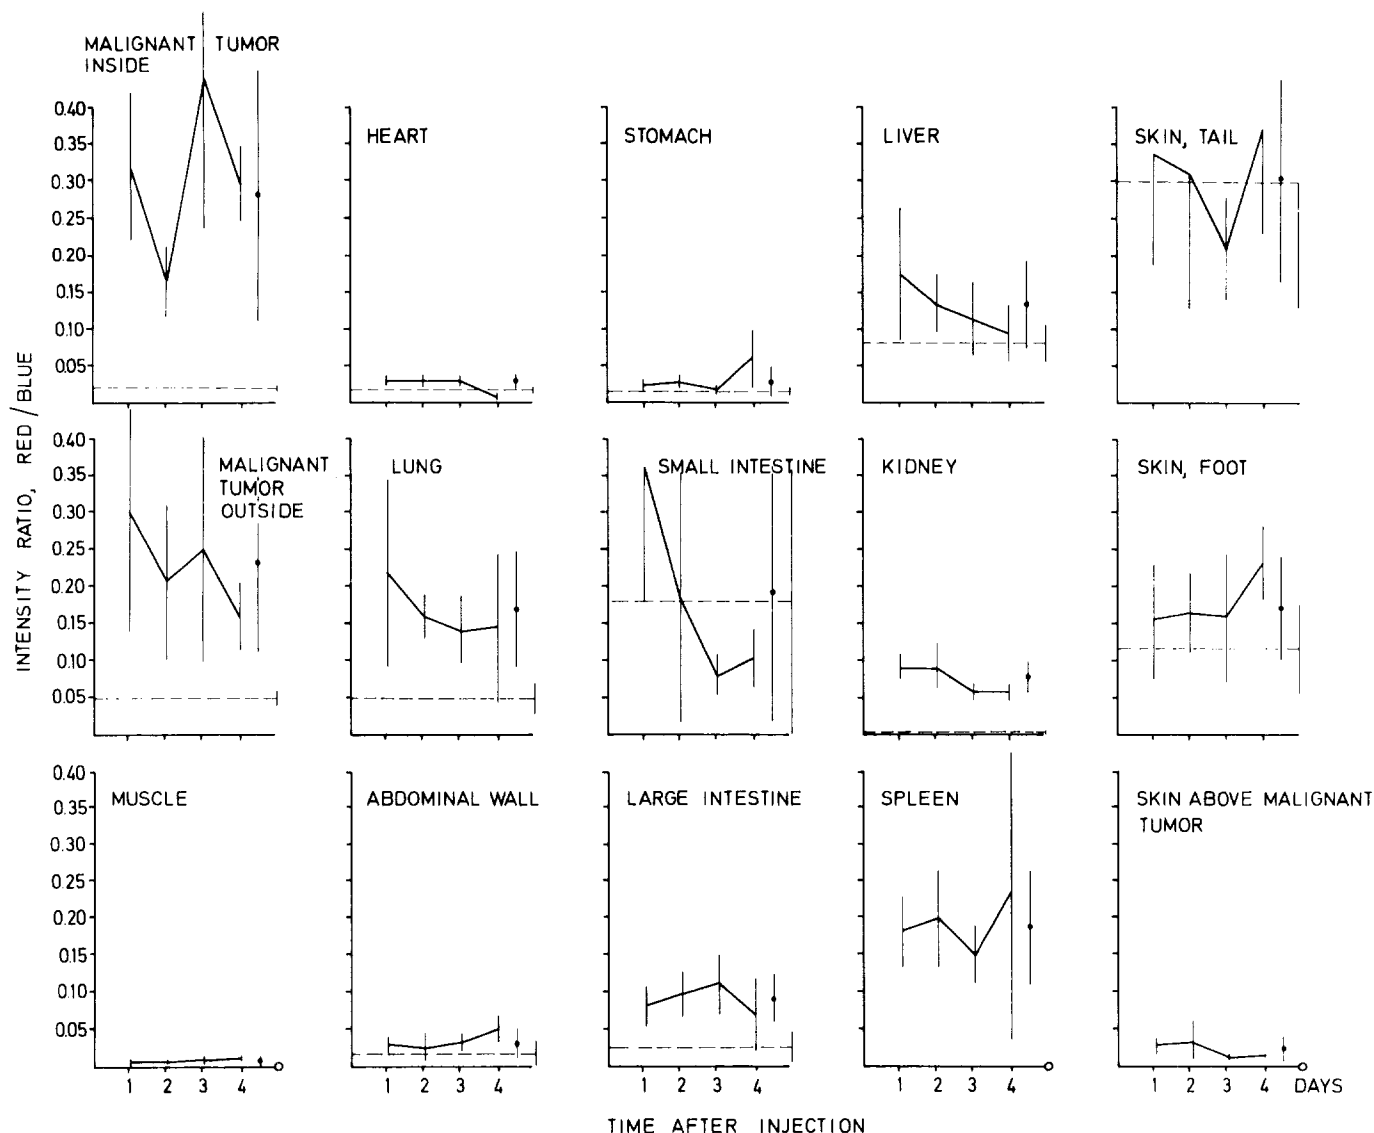 MALIGNANT TUMOR
INSIDE
HEART
STOMACH
LIVER
SKIN, TAIL
0.40
0.35
0.30
0.25
0.20
0.15
0.10
0.05
MALIGNANT
TUMOR
OUTSIDE
LUNG
SMALL INTESTINE
KIDNEY
SKIN, FOOT
0.40
0.35
0.30
0.25
0.20
0.15
0.10
0.05
INTENSITY RATIO, RED/BLUE
MUSCLE
ABDOMINAL WALL
LARGE INTESTINE
SPLEEN
SKIN ABOVE MALIGNANT
TUMOR
0.40
0.35
0.30
0.25
0.20
0.15
0.10
0.05
1 2 3 4
1 2 3 4
1 2 3 4
1 2 3 4
1 2 3 4 DAYS
TIME AFTER INJECTION